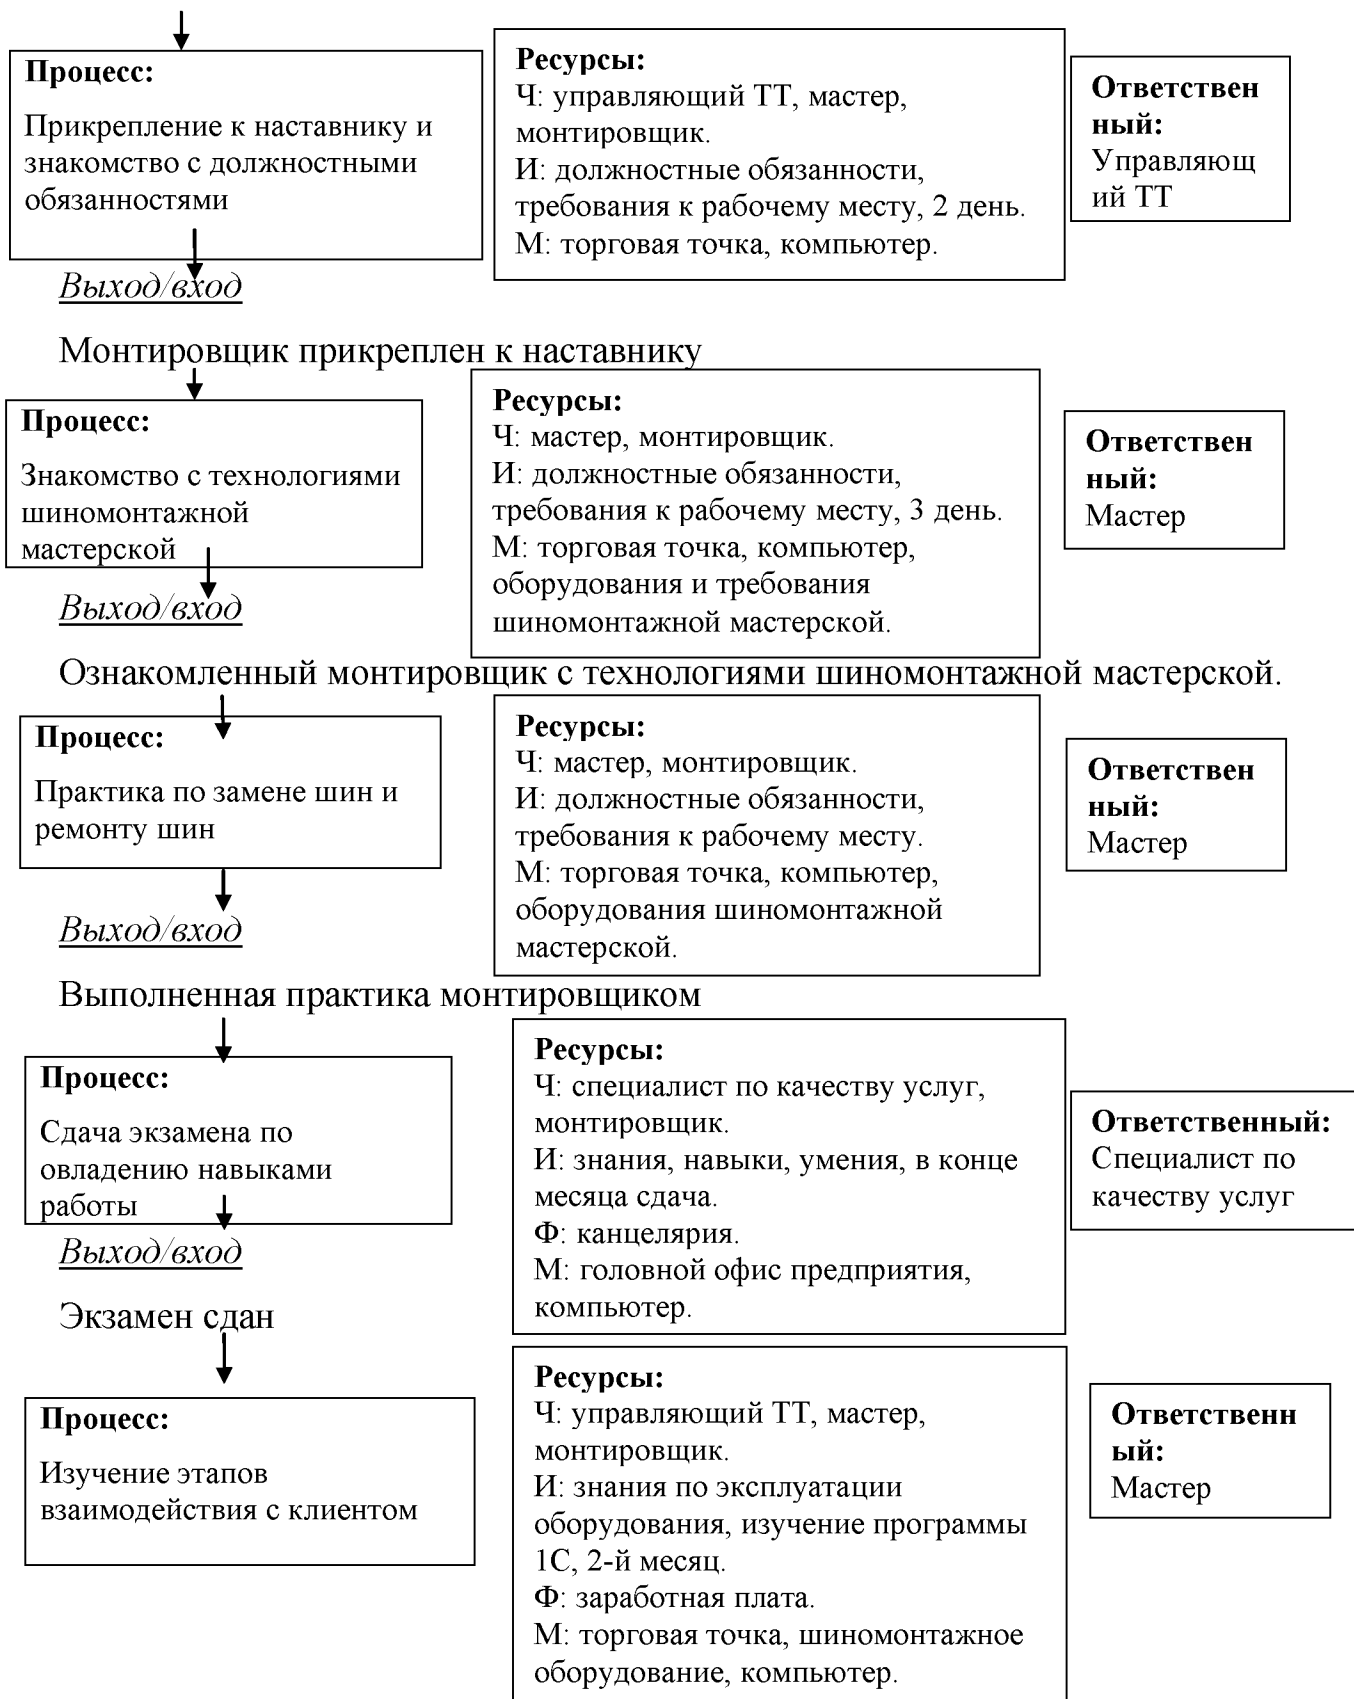 Процесс:
Прикрепление к наставнику и
знакомство с должностными
обязанностями
Ресурсы:
Ч: управляющий ТТ, мастер,
монтировщик.
И: должностные обязанности,
требования к рабочему месту, 2 день.
М: торговая точка, компьютер.
Ответствен
ный:
Управляющ
ий ТТ
Выход/вход
Монтировщик прикреплен к наставнику
Процесс:
Знакомство с технологиями
шиномонтажной
мастерской
Ресурсы:
Ч: мастер, монтировщик.
И: должностные обязанности,
требования к рабочему месту, 3 день.
М: торговая точка, компьютер,
оборудования и требования
шиномонтажной мастерской.
Ответствен
ный:
Мастер
Выход/вход
Ознакомленный монтировщик с технологиями шиномонтажной мастерской.
Процесс:
Практика по замене шин и
ремонту шин
Ресурсы:
Ч: мастер, монтировщик.
И: должностные обязанности,
требования к рабочему месту.
М: торговая точка, компьютер,
оборудования шиномонтажной
мастерской.
Ответствен
ный:
Мастер
Выход/вход
Выполненная практика монтировщиком
Процесс:
Сдача экзамена по
овладению навыками
работы
Ресурсы:
Ч: специалист по качеству услуг,
монтировщик.
И: знания, навыки, умения, в конце
месяца сдача.
Ф: канцелярия.
М: головной офис предприятия,
компьютер.
Ответственный:
Специалист по
качеству услуг
Выход/вход
Экзамен сдан
Процесс:
Изучение этапов
взаимодействия с клиентом
Ресурсы:
Ч: управляющий ТТ, мастер,
монтировщик.
И: знания по эксплуатации
оборудования, изучение программы
1С, 2-й месяц.
Ф: заработная плата.
М: торговая точка, шиномонтажное
оборудование, компьютер.
Ответственн
ый:
Мастер